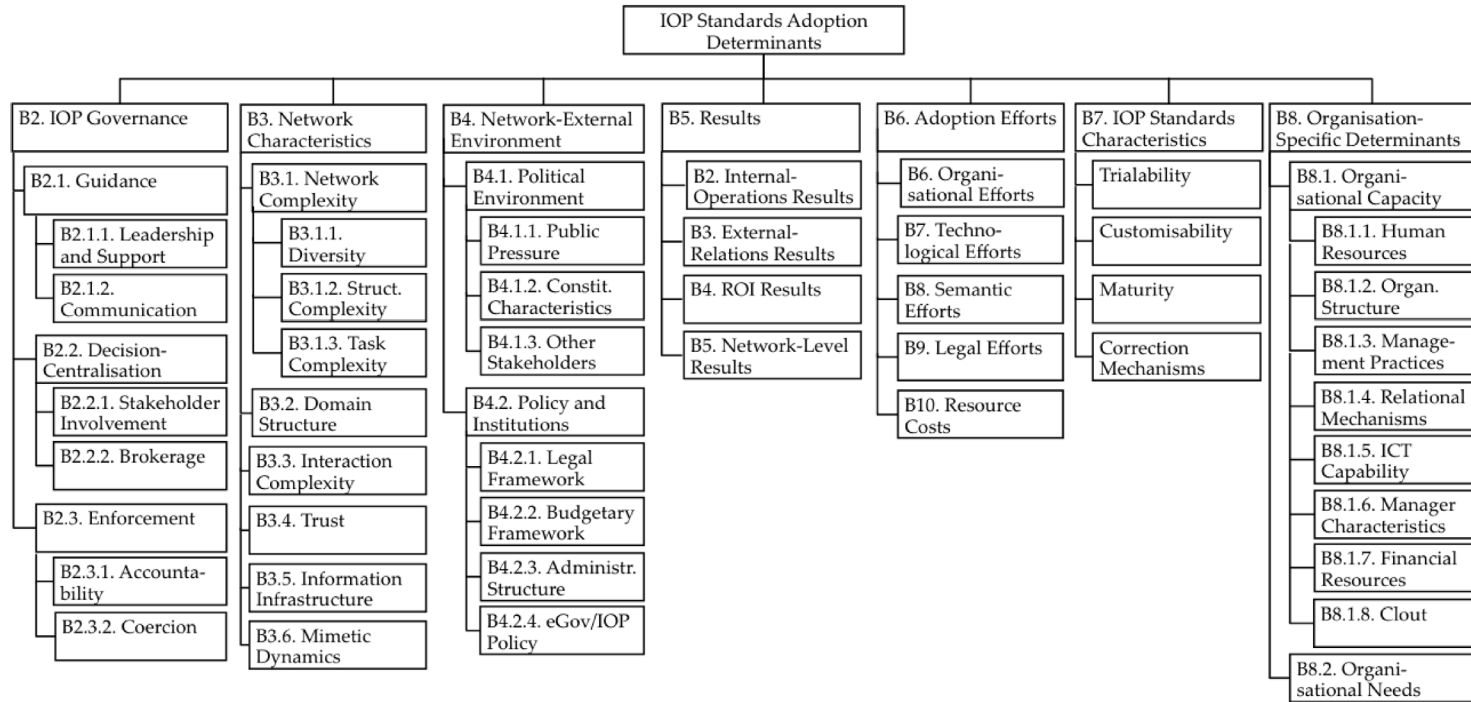 IOP Standards Adoption
Determinants
B2. IOP Governance
B2.1. Guidance
B2.1.1. Leadership
and Support
B2.1.2.
Communication
B2.2. Decision-
Centralisation
B2.2.1. Stakeholder
Involvement
B2.2.2. Brokerage
B2.3. Enforcement
B2.3.1. Accounta-
bility
B2.3.2. Coercion
B3. Network
Characteristics
B3.1. Network
Complexity
B3.1.1.
Diversity
B3.1.2. Struct.
Complexity
B3.1.3. Task
Complexity
B3.2. Domain
Structure
B3.3. Interaction
Complexity
B3.4. Trust
B3.5. Information
Infrastructure
B3.6. Mimetic
Dynamics
B4. Network-External
Environment
B4.1. Political
Environment
B4.1.1. Public
Pressure
B4.1.2. Constit.
Characteristics
B4.1.3. Other
Stakeholders
B4.2. Policy and
Institutions
B4.2.1. Legal
Framework
B4.2.2. Budgetary
Framework
B4.2.3. Administr.
Structure
B4.2.4. eGov/IOP
Policy
B5. Results
B2. Internal-
Operations Results
B3. External-
Relations Results
B4. ROI Results
B5. Network-Level
Results
B6. Adoption Efforts
B6. Organi-
sational Efforts
B7. Techno-
logical Efforts
B8. Semantic
Efforts
B9. Legal Efforts
B10. Resource
Costs
B7. IOP Standards
Characteristics
Trialability
Customisability
Maturity
Correction
Mechanisms
B8. Organisation-
Specific Determinants
B8.1. Organi-
sational Capacity
B8.1.1. Human
Resources
B8.1.2. Organ.
Structure
B8.1.3. Manage-
ment Practices
B8.1.4. Relational
Mechanisms
B8.1.5. ICT
Capability
B8.1.6. Manager
Characteristics
B8.1.7. Financial
Resources
B8.1.8. Clout
B8.2. Organi-
sational Needs